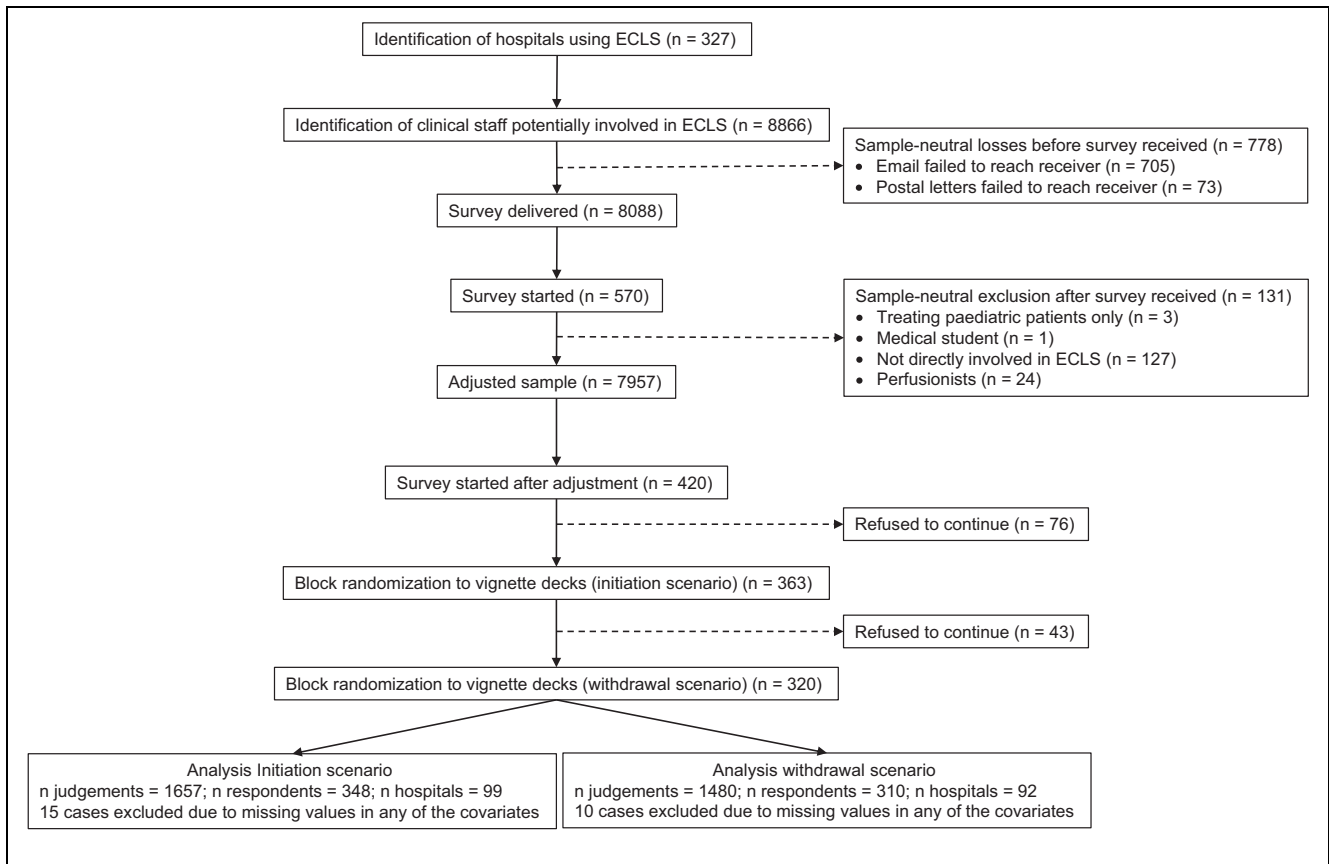 Identification of hospitals using ECLS (n = 327)
Identification of clinical staff potentially involved in ECLS (n = 8866)
Sample-neutral losses before survey received (n = 778)
• Email failed to reach receiver (n = 705)
• Postal letters failed to reach receiver (n = 73)
Survey delivered (n = 8088)
Survey started (n = 570)
Sample-neutral exclusion after survey received (n = 131)
• Treating paediatric patients only (n = 3)
• Medical student (n = 1)
• Not directly involved in ECLS (n = 127)
• Perfusionists (n = 24)
Adjusted sample (n = 7957)
Survey started after adjustment (n = 420)
Refused to continue (n = 76)
Block randomization to vignette decks (initiation scenario) (n = 363)
Refused to continue (n = 43)
Block randomization to vignette decks (withdrawal scenario) (n = 320)
Analysis Initiation scenario
n judgements = 1657; n respondents = 348; n hospitals = 99
15 cases excluded due to missing values in any of the covariates
Analysis withdrawal scenario
n judgements = 1480; n respondents = 310; n hospitals = 92
10 cases excluded due to missing values in any of the covariates